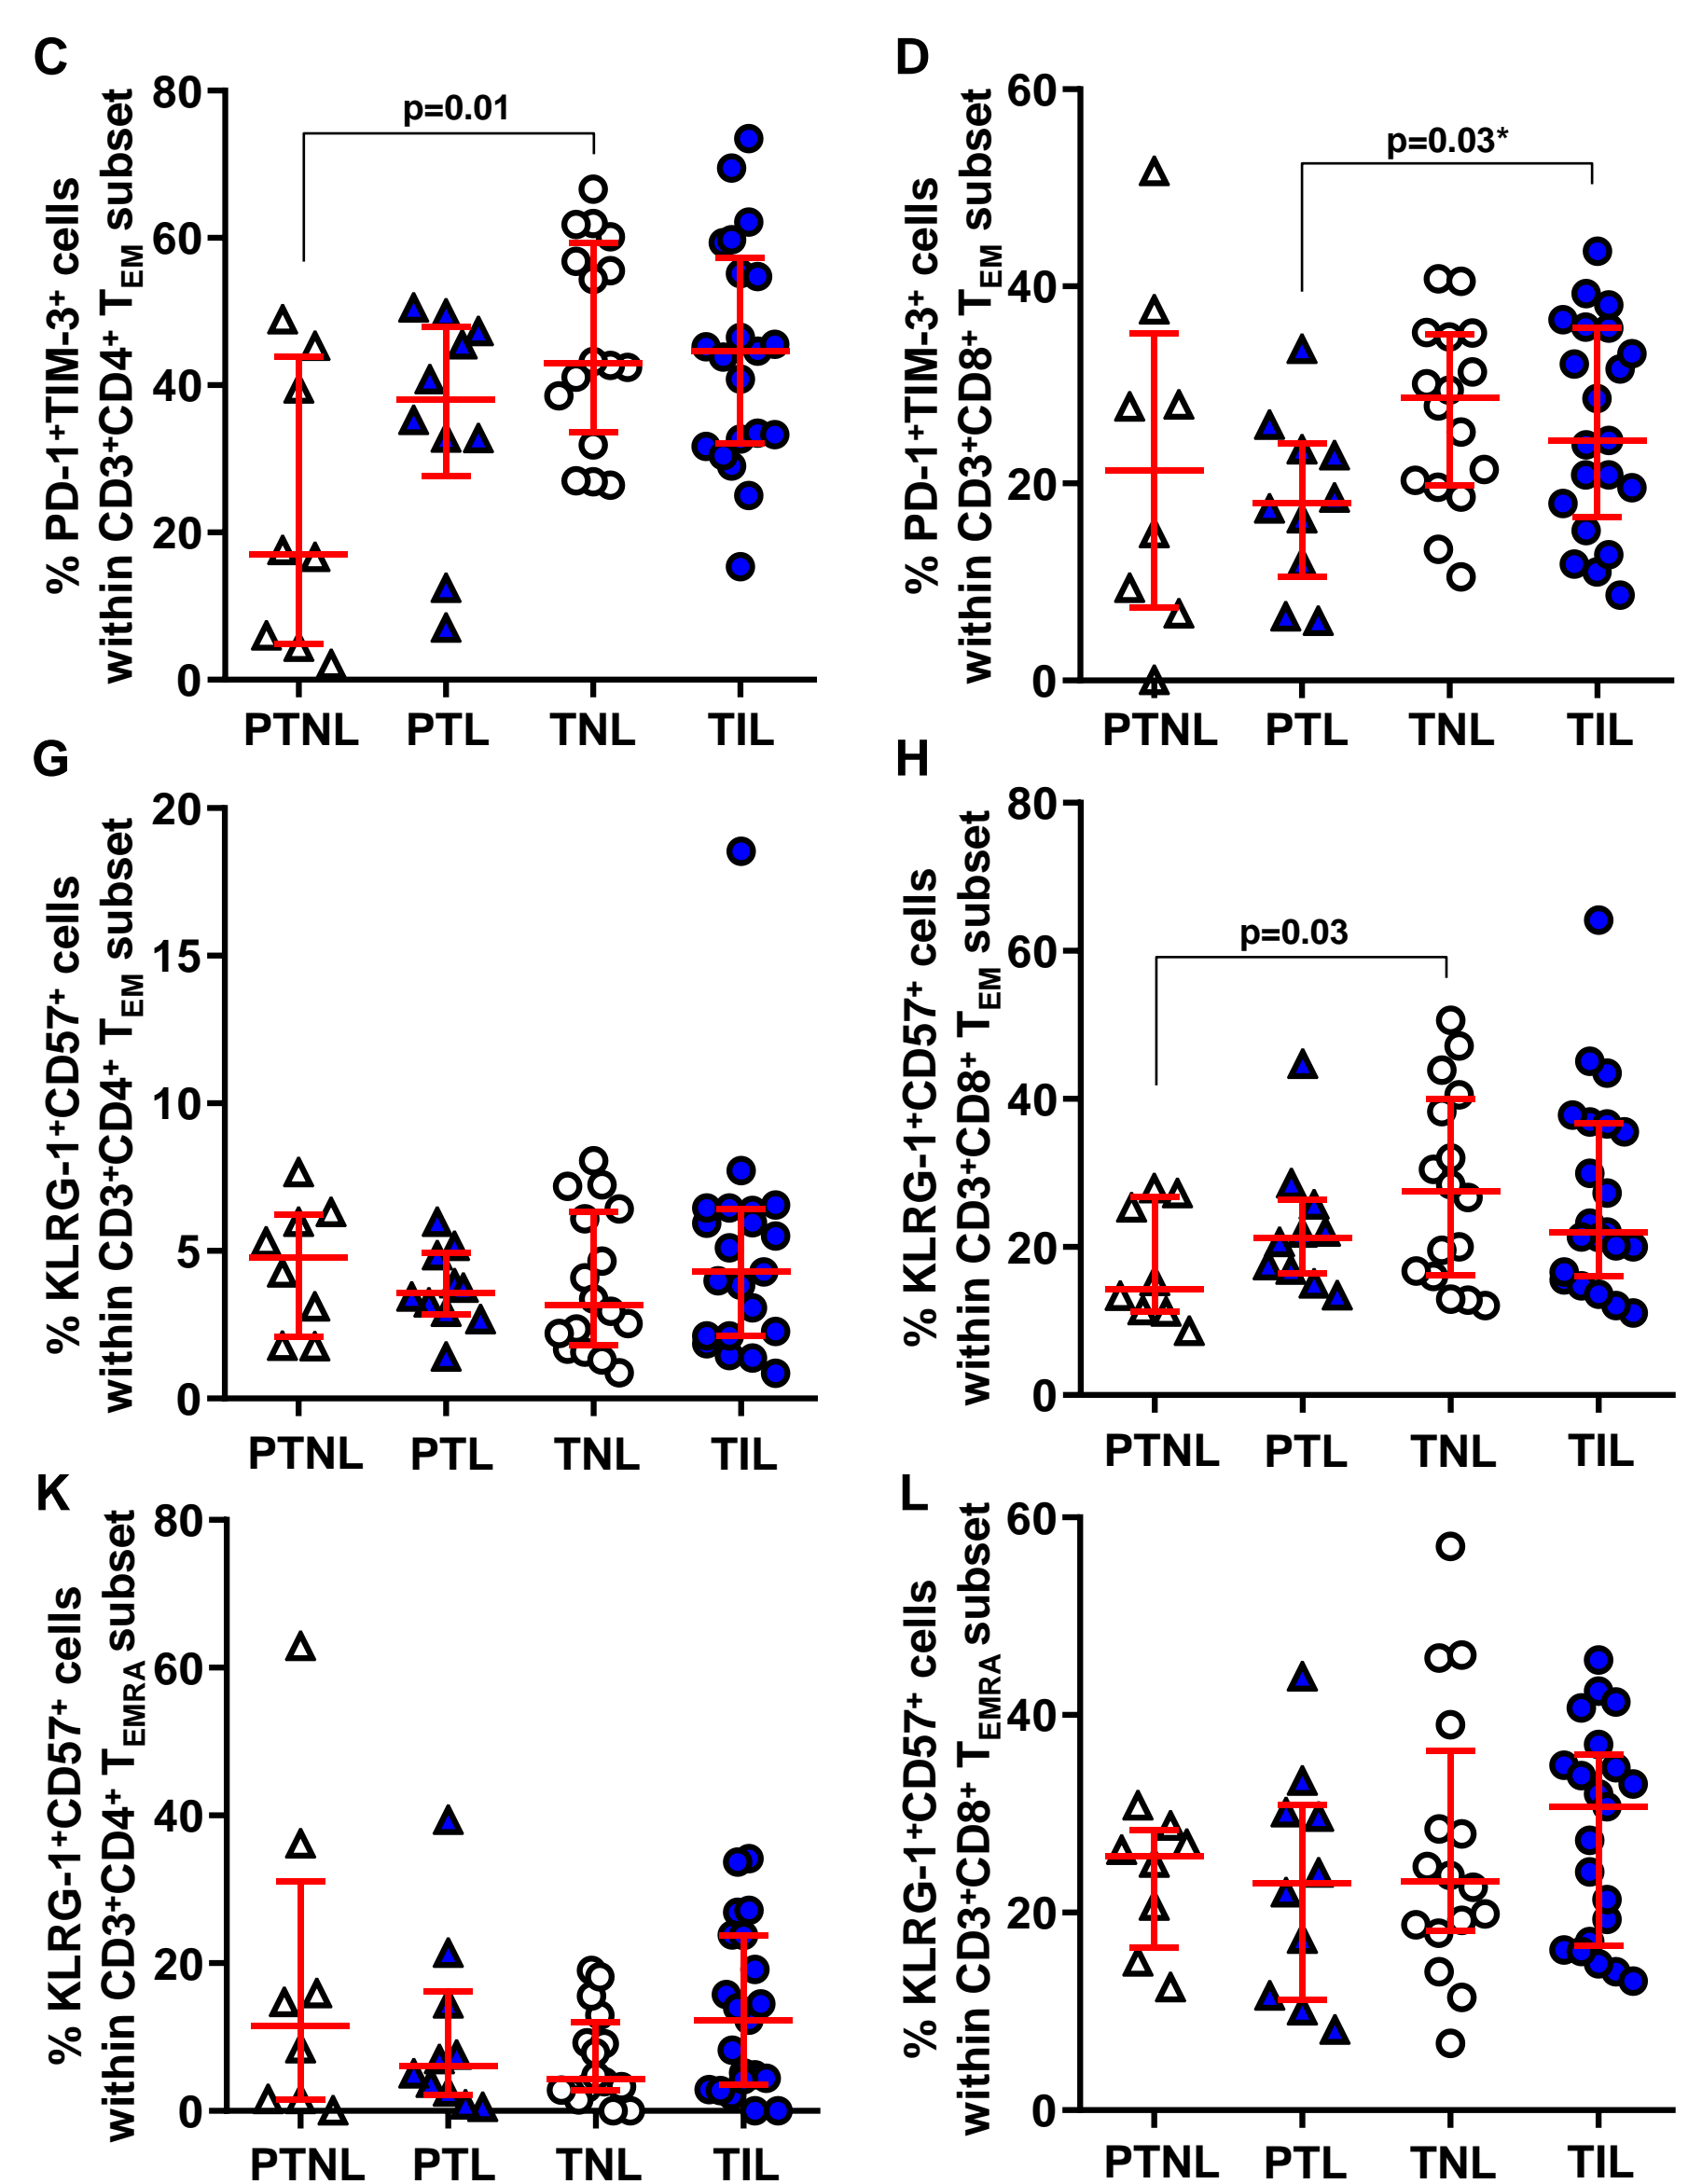 C
% PD-1+TIM-3+ cells
within CD3+CD4+ TEM subset
80
60
40
20
0
p=0.01
PTNL PTL TNL TIL
D
% PD-1+TIM-3+ cells
within CD3+CD8+ TEM subset
60
40
20
0
p=0.03*
PTNL PTL TNL TIL
G
% KLRG-1+CD57+ cells
within CD3+CD4+ TEM subset
20
15
10
5
0
PTNL PTL TNL TIL
H
% KLRG-1+CD57+ cells
within CD3+CD8+ TEM subset
80
60
40
20
0
p=0.03
PTNL PTL TNL TIL
K
% KLRG-1+CD57+ cells
within CD3+CD4+ TEMRA subset
80
60
40
20
0
PTNL PTL TNL TIL
L
% KLRG-1+CD57+ cells
within CD3+CD8+ TEMRA subset
60
40
20
0
PTNL PTL TNL TIL